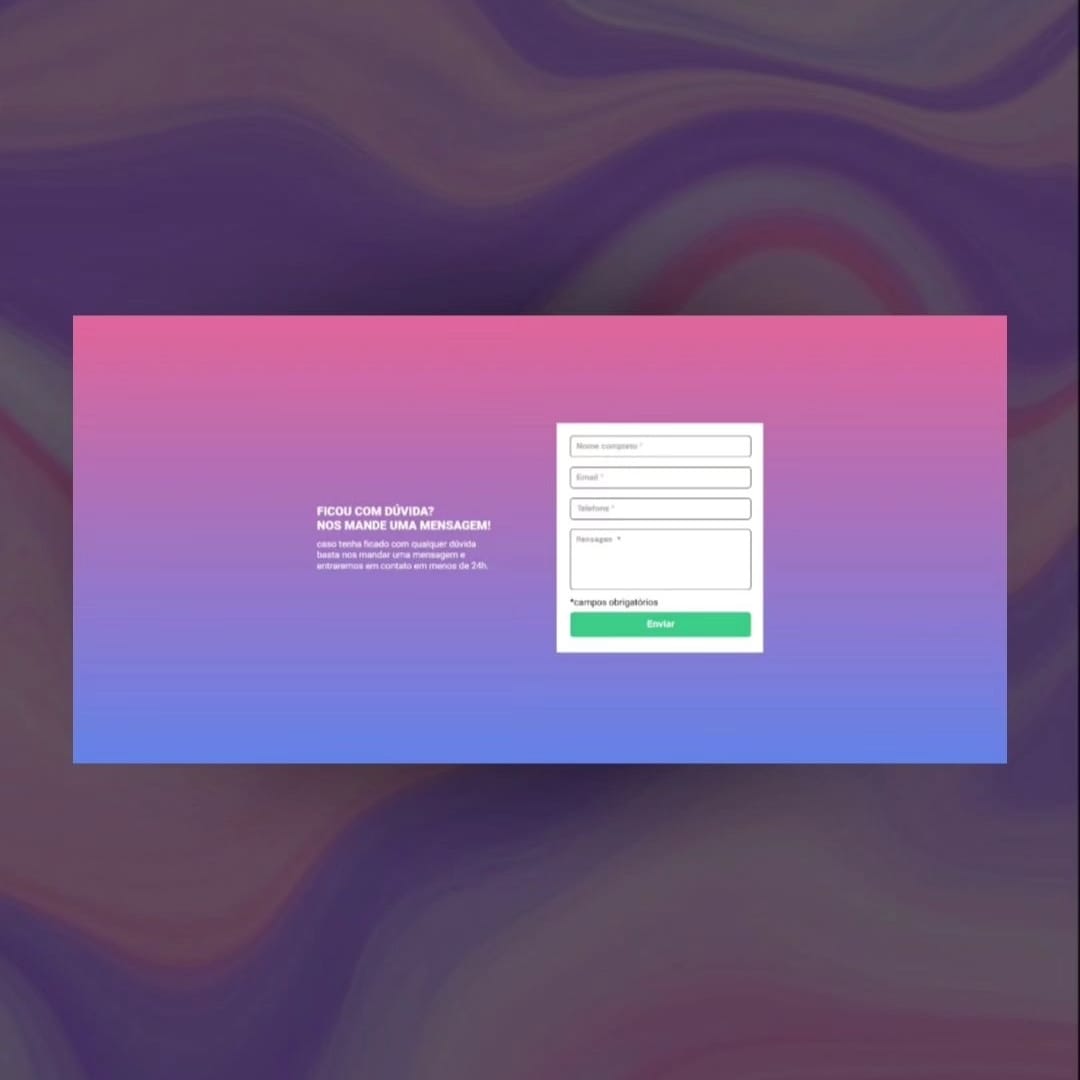 FICOU COM DÚVIDA?
NOS MANDE UMA MENSAGEM!
caso tenha ficado com qualquer dúvida
basta nos mandar uma mensagem e
entraremos em contato em menos de 24h.
Nome completo *
Email *
Telefone *
Mensagem *
*campos obrigatórios
Enviar